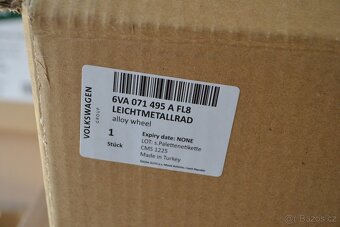 VOLKSWAGEN
GROUP
6VA 071 495 A FL8
LEICHTMETALLRAD
alloy wheel
1
Stück
Expiry date: NONE
LOT: s.Palettenetikette
CMS 1225
Made in Turkey
bazos.cz